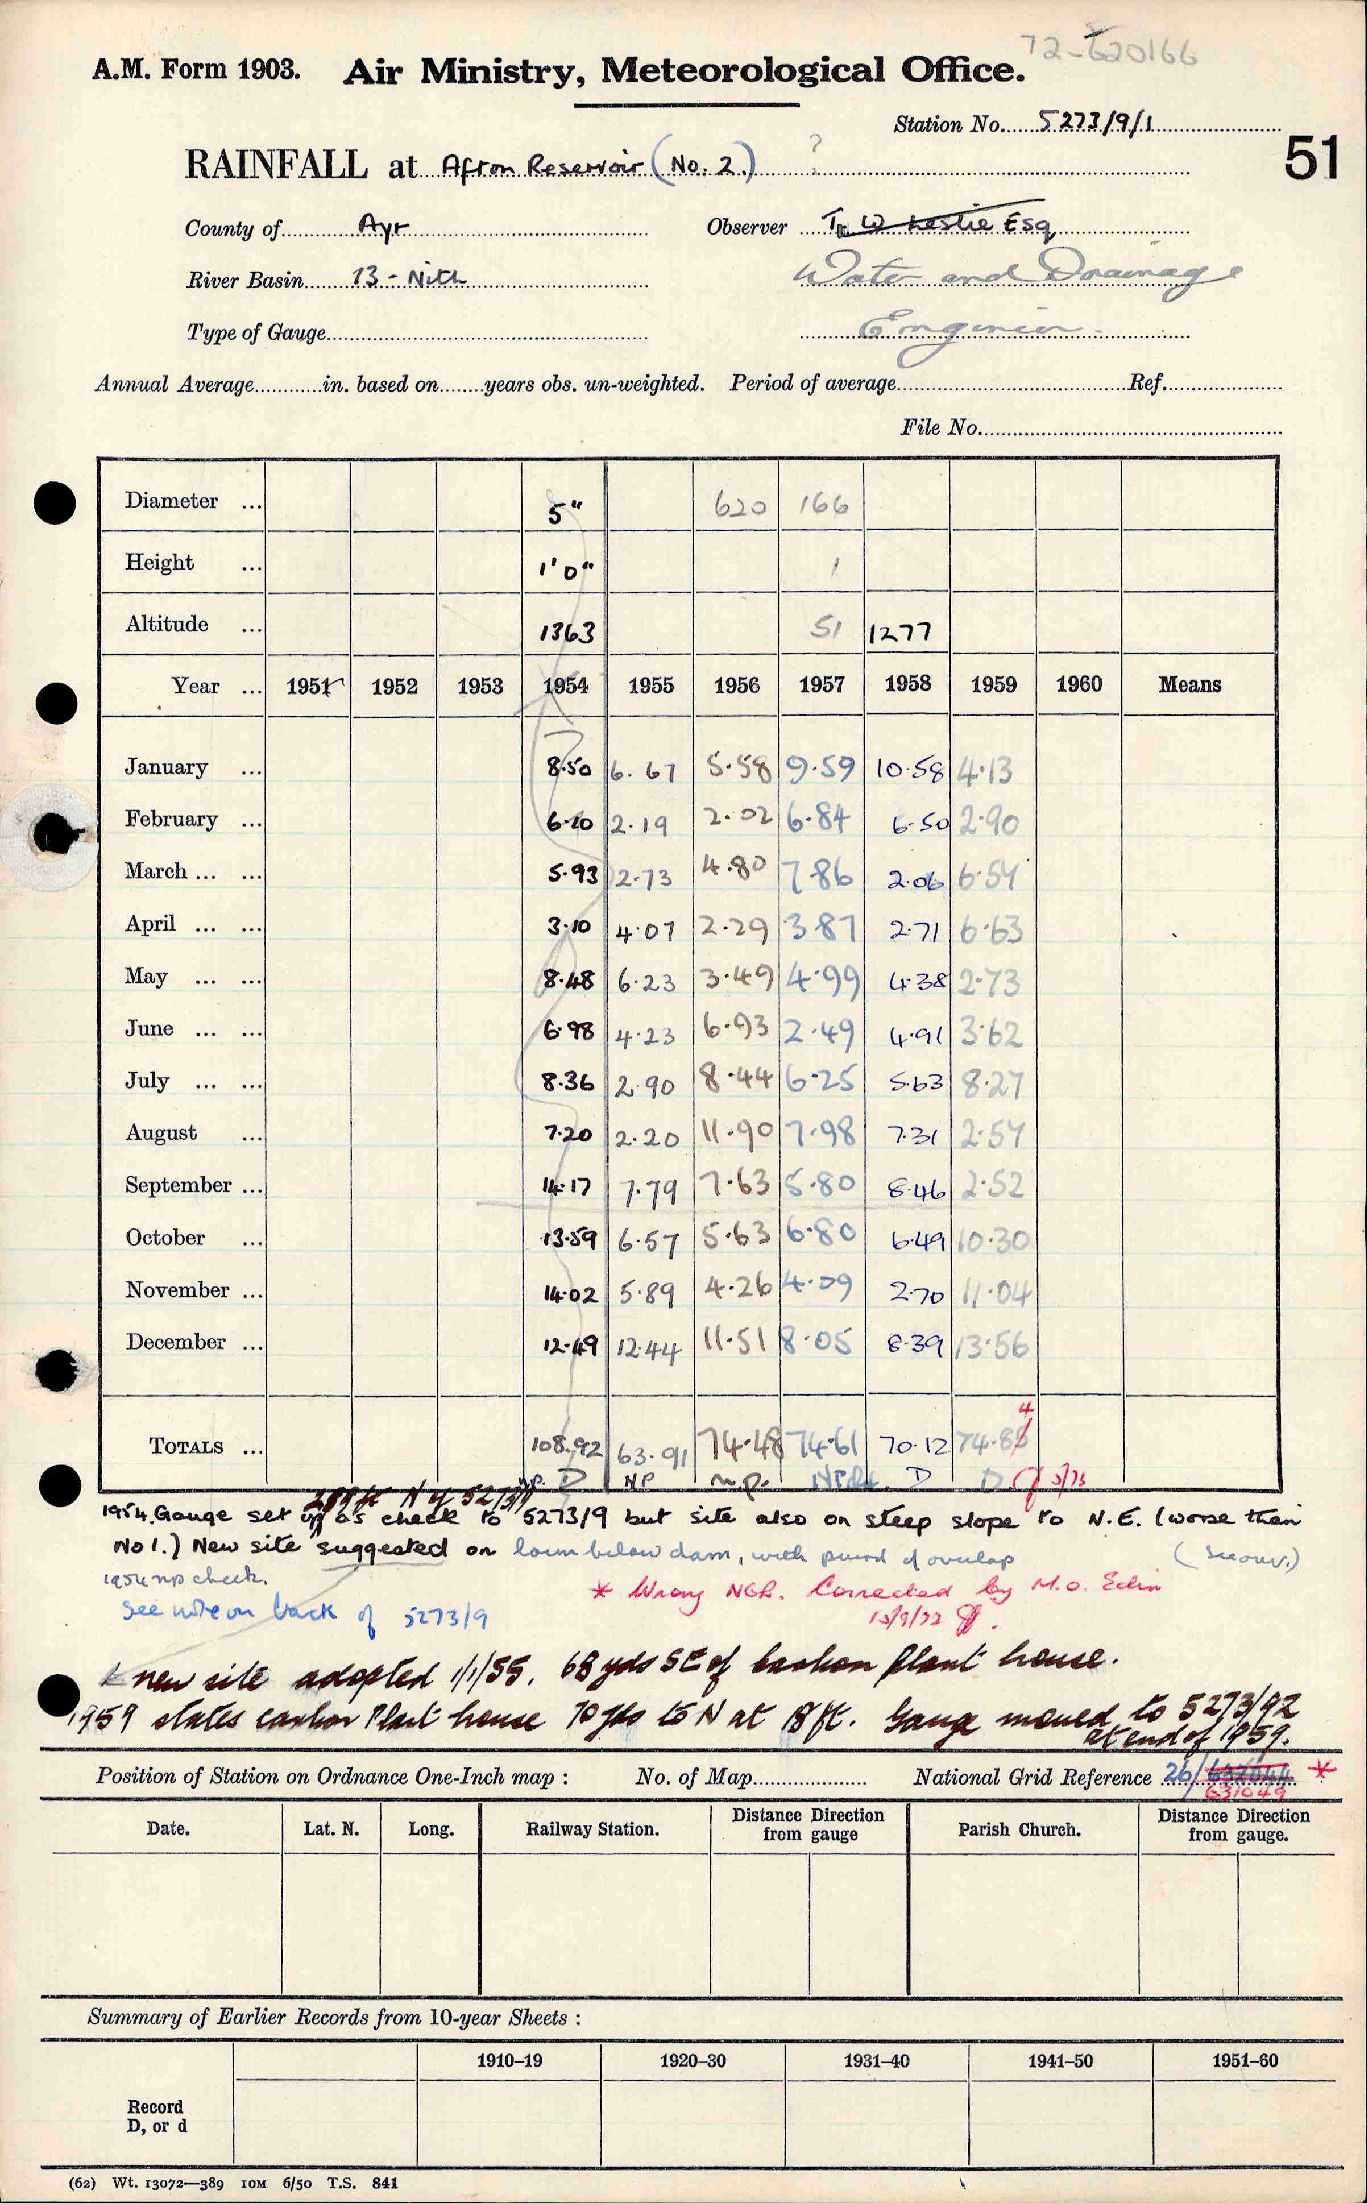 72-620166
A.M. Form 1903. Air Ministry, Meteorological Office.
Station No. 5273/9/1
51
RAINFALL at Afton Reservoir (No. 2) ?
County of Ayr Observer T. W Leslie Esq
River Basin 13 - Nith Water and Drainage
Type of Gauge Engineer.
Annual Average in. based on years obs. un-weighted. Period of average Ref.
File No.
Diameter ... 5" 620 166
Height ... 1'0" 1
Altitude ... 1363 51 1277
Year ... 1951 1952 1953 1954 1955 1956 1957 1958 1959 1960 Means
January ... 8.50 6.67 5.58 9.59 10.58 4.13
February ... 6.10 2.19 2.02 6.84 6.50 2.90
March ... ... 5.93 2.73 4.80 7.86 2.06 6.57
April ... ... 3.10 4.07 2.29 3.87 2.71 6.63
May ... ... 8.48 6.23 3.49 4.99 4.38 2.73
June ... ... 6.98 4.23 6.93 2.49 4.91 3.62
July ... ... 8.36 2.90 8.44 6.25 5.63 8.27
August ... 7.20 2.20 11.90 7.98 7.31 2.57
September ... 14.17 7.79 7.63 5.80 8.46 2.52
October ... 13.59 6.57 5.63 6.80 6.49 10.30
November ... 14.02 5.89 4.26 4.09 2.70 11.04
December ... 12.49 12.44 11.51 8.05 8.39 13.56
4
TOTALS ... 108.92 63.91 74.48 74.61 70.12 74.88
n.p. D NP n.p. D D 5/73
N of 5273/9
1954. Gauge set up as check to 5273/9 but site also on steep slope to N.E. (worse than
No 1.) New site suggested on lawn below dam, with period of overlap (see over.)
1954 np check.
* Wrong NGR. Corrected by M.O. Edin
See note on back of 5273/9
13/9/73
new site adopted 1/1/55. 68 yds SE of carbon plant house.
1959 states carbon Plant house 70 yds to N at 18 ft. Gauge moved to 5273/92
at end of 1959.
Position of Station on Ordnance One-Inch map : No. of Map National Grid Reference 26/632044 *
631049
Date. Lat. N. Long. Railway Station. Distance Direction from gauge Parish Church. Distance Direction from gauge.
Summary of Earlier Records from 10-year Sheets :
1910–19 1920–30 1931–40 1941–50 1951–60
Record
D, or d
(62) Wt. 13072—389 10M 6/50 T.S. 841